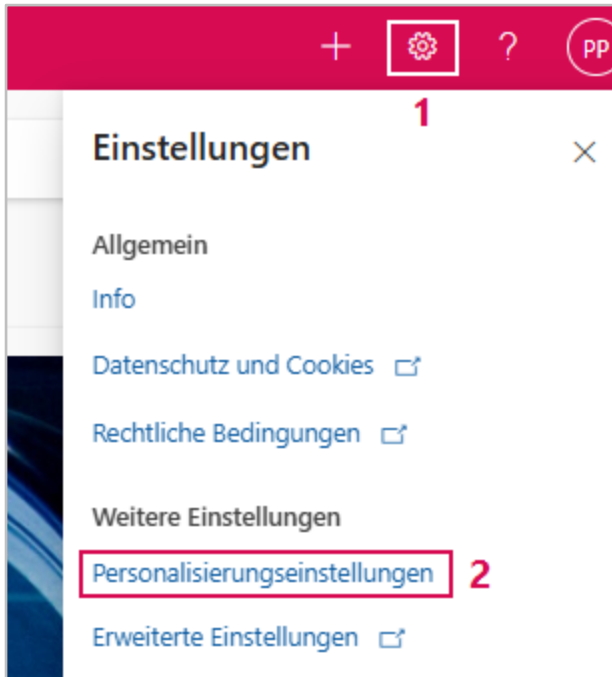 PP
1
Einstellungen
Allgemein
Info
Datenschutz und Cookies
Rechtliche Bedingungen
Weitere Einstellungen
Personalisierungseinstellungen 2
Erweiterte Einstellungen